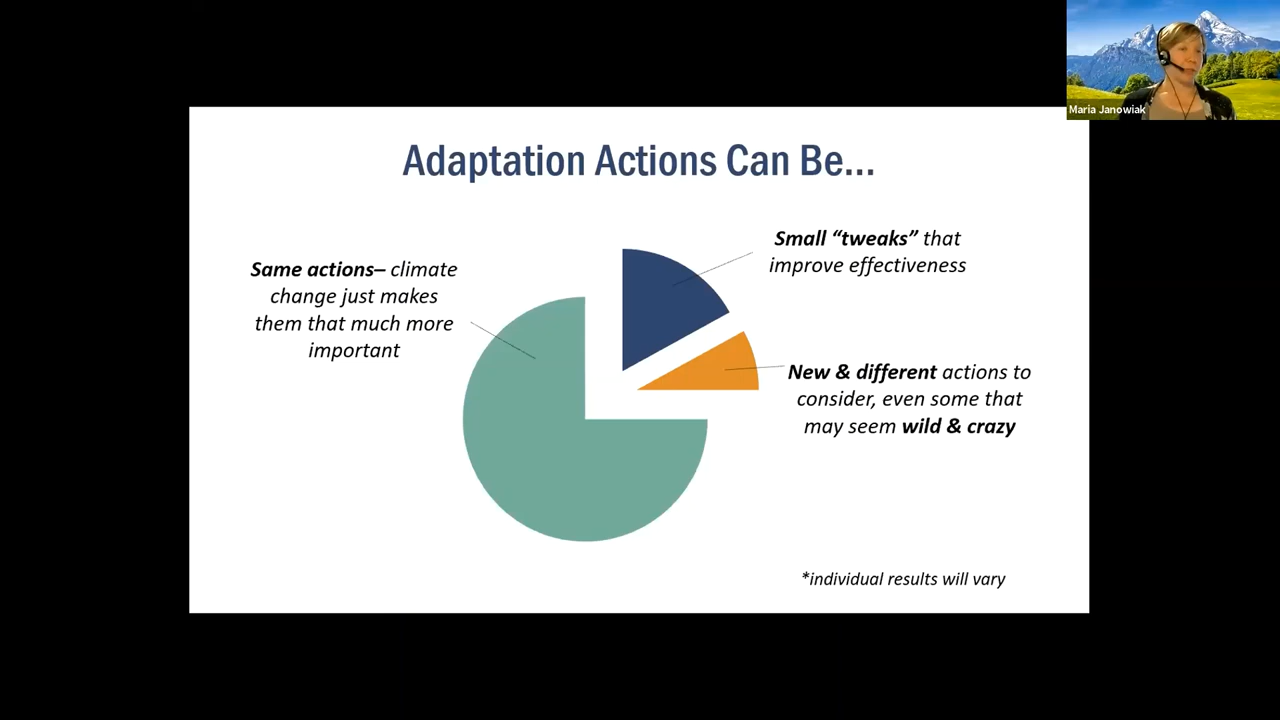 Maria Janowiak
Adaptation Actions Can Be...
Same actions– climate
change just makes
them that much more
important
Small “tweaks” that
improve effectiveness
New & different actions to
consider, even some that
may seem wild & crazy
*individual results will vary